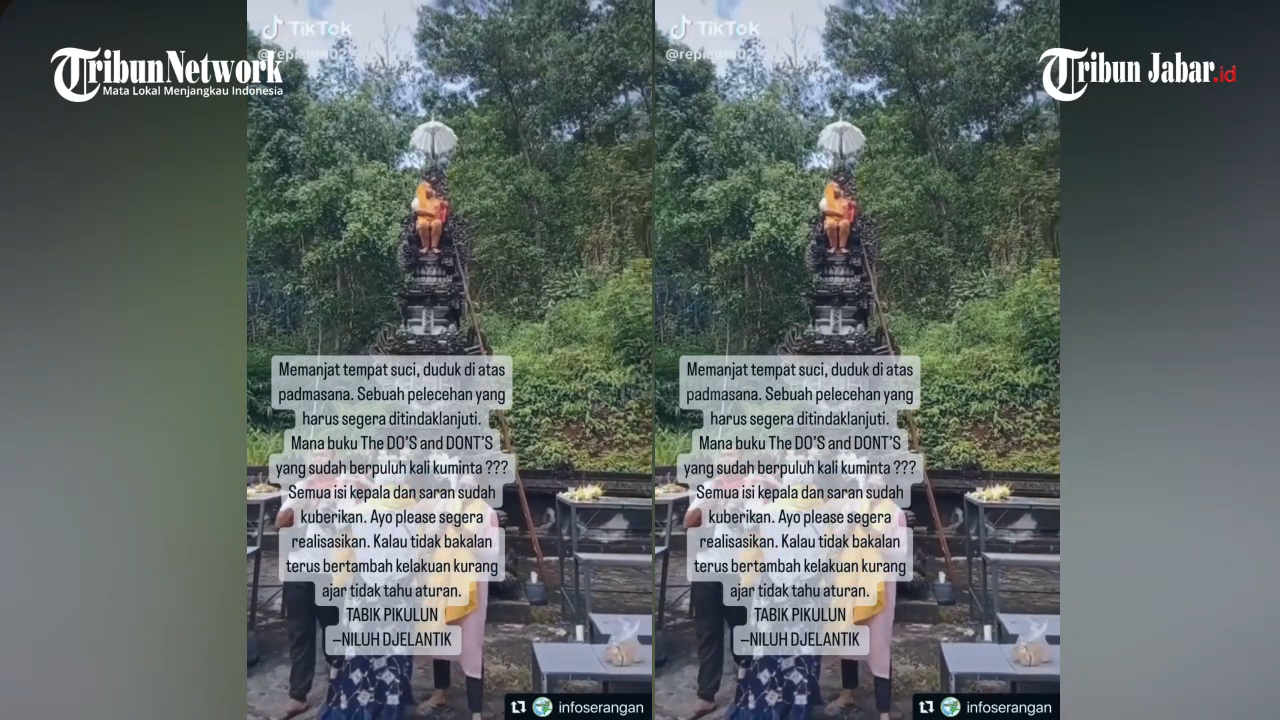 TikTok
TribunNetwork
Mata Lokal Menjangkau Indonesia
Memanjat tempat suci, duduk di atas
padmasana. Sebuah pelecehan yang
harus segera ditindaklanjuti.
Mana buku The DO'S and DONT'S
yang sudah berpuluh kali kuminta ???
Semua isi kepala dan saran sudah
kuberikan. Ayo please segera
realisasikan. Kalau tidak bakalan
terus bertambah kelakuan kurang
ajar tidak tahu aturan.
TABIK PIKULUN
–NILUH DJELANTIK
infoserangan
TikTok
Tribun Jabar.id
Memanjat tempat suci, duduk di atas
padmasana. Sebuah pelecehan yang
harus segera ditindaklanjuti.
Mana buku The DO'S and DONT'S
yang sudah berpuluh kali kuminta ???
Semua isi kepala dan saran sudah
kuberikan. Ayo please segera
realisasikan. Kalau tidak bakalan
terus bertambah kelakuan kurang
ajar tidak tahu aturan.
TABIK PIKULUN
–NILUH DJELANTIK
infoserangan